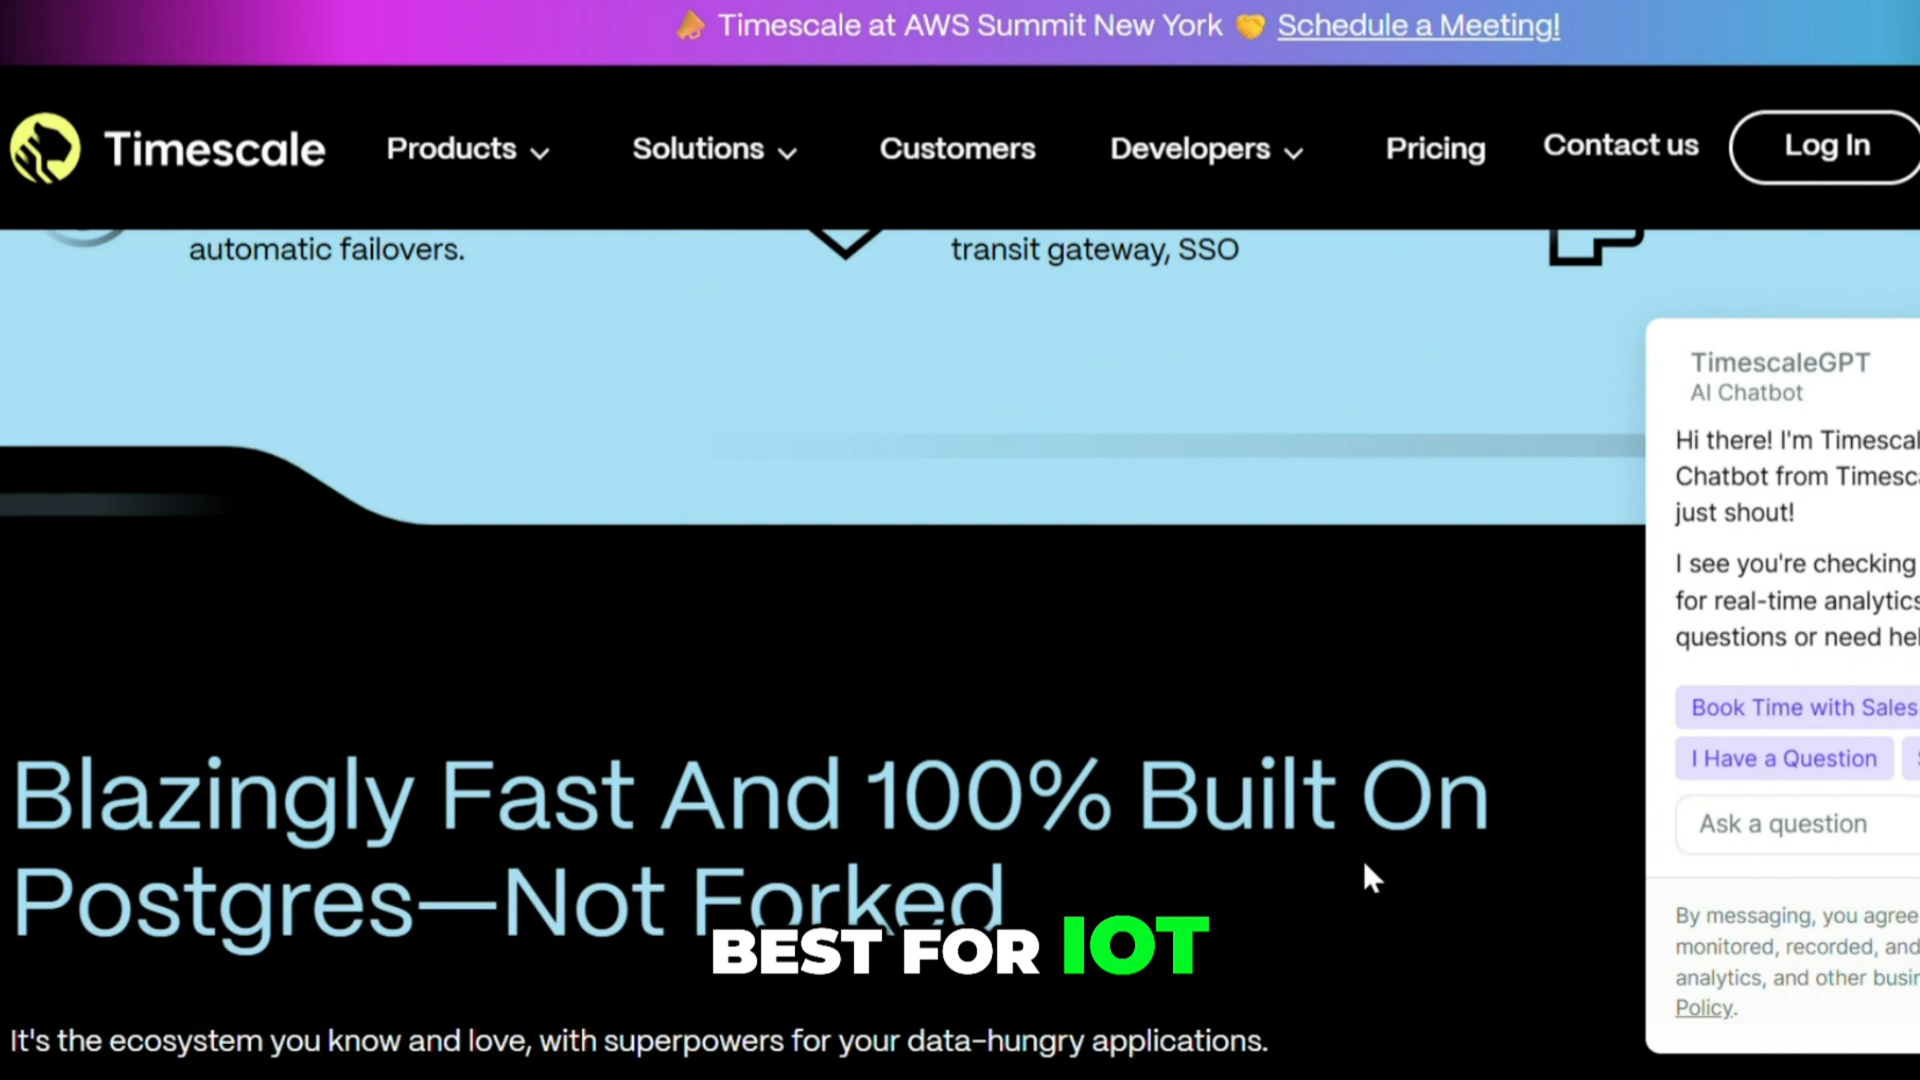 Timescale at AWS Summit New York Schedule a Meeting!
Timescale Products Solutions Customers Developers Pricing Contact us Log In
automatic failovers.
transit gateway, SSO
TimescaleGPT
AI Chatbot
Hi there! I'm Timescal
Chatbot from Timesc
just shout!
I see you're checking
for real-time analytics
questions or need hel
Book Time with Sales
I Have a Question
Ask a question
By messaging, you agree
monitored, recorded, and
analytics, and other busi
Policy.
Blazingly Fast And 100% Built On
Postgres—Not Forked
BEST FOR IOT
It's the ecosystem you know and love, with superpowers for your data-hungry applications.